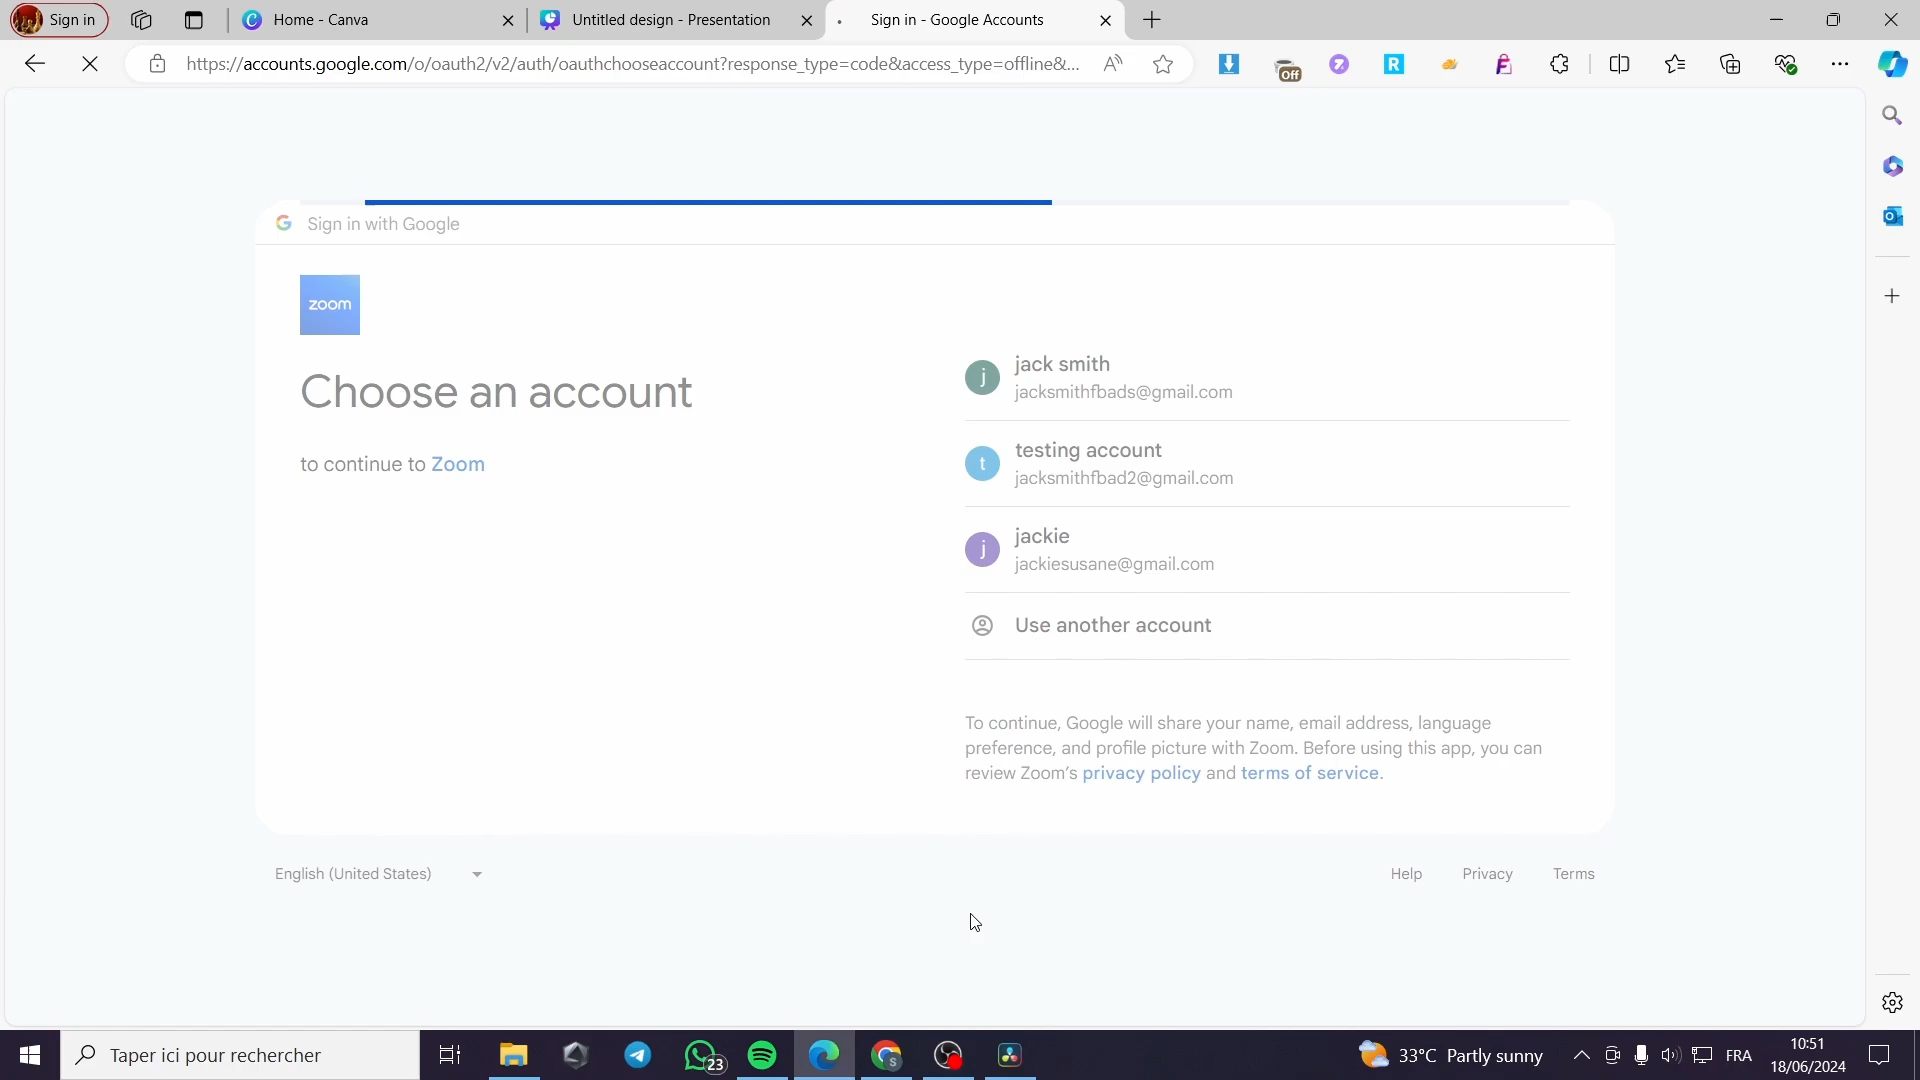 Sign in
Home - Canva
Untitled design - Presentation
Sign in - Google Accounts
https://accounts.google.com/o/oauth2/v2/auth/oauthchooseaccount?response_type=code&access_type=offline&...
Off
Sign in with Google
zoom
Choose an account
to continue to Zoom
j
jack smith
jacksmithfbads@gmail.com
t
testing account
jacksmithfbad2@gmail.com
j
jackie
jackiesusane@gmail.com
Use another account
To continue, Google will share your name, email address, language
preference, and profile picture with Zoom. Before using this app, you can
review Zoom's privacy policy and terms of service.
English (United States)
Help
Privacy
Terms
Taper ici pour rechercher
23
33°C Partly sunny
FRA
10:51
18/06/2024